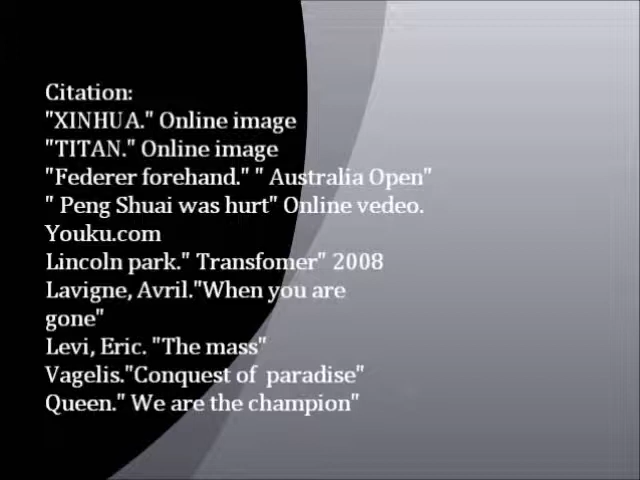 Citation:
"XINHUA." Online image
"TITAN." Online image
"Federer forehand." " Australia Open"
" Peng Shuai was hurt" Online vedeo.
Youku.com
Lincoln park." Transfomer" 2008
Lavigne, Avril."When you are
gone"
Levi, Eric. "The mass"
Vagelis."Conquest of  paradise"
Queen." We are the champion"